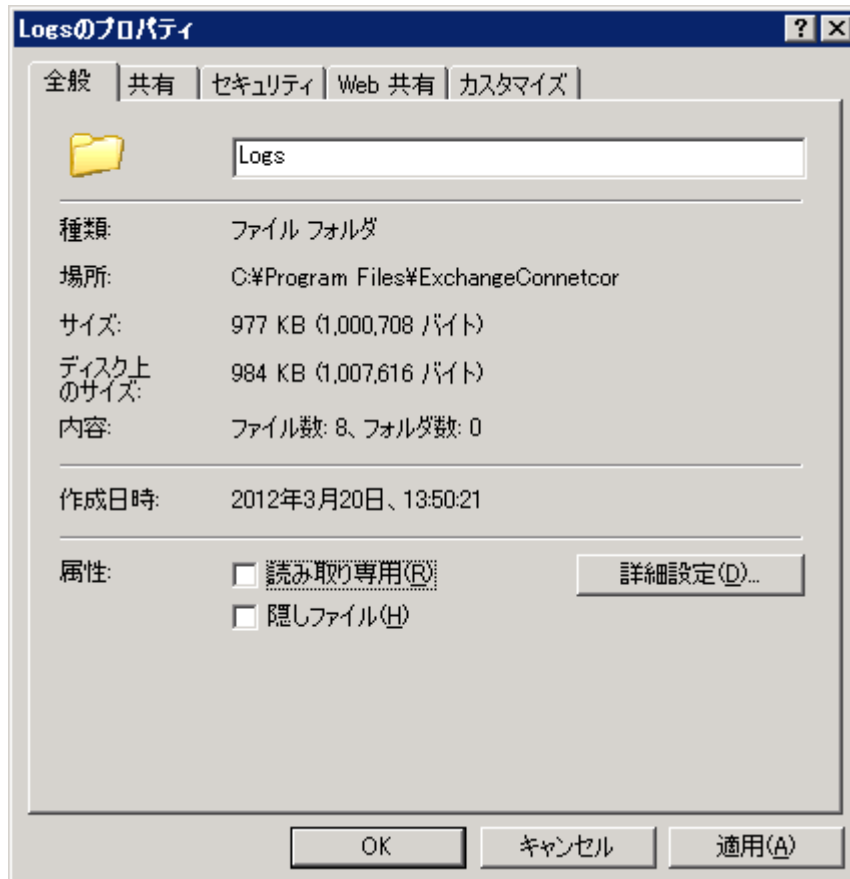 Logsのプロパティ
全般 共有 セキュリティ Web 共有 カスタマイズ
Logs
種類: ファイル フォルダ
場所: C:¥Program Files¥ExchangeConnetcor
サイズ: 977 KB (1,000,708 バイト)
ディスク上
のサイズ: 984 KB (1,007,616 バイト)
内容: ファイル数: 8、フォルダ数: 0
作成日時: 2012年3月20日、13:50:21
属性: 読み取り専用(R) 詳細設定(D)...
隠しファイル(H)
OK キャンセル 適用(A)